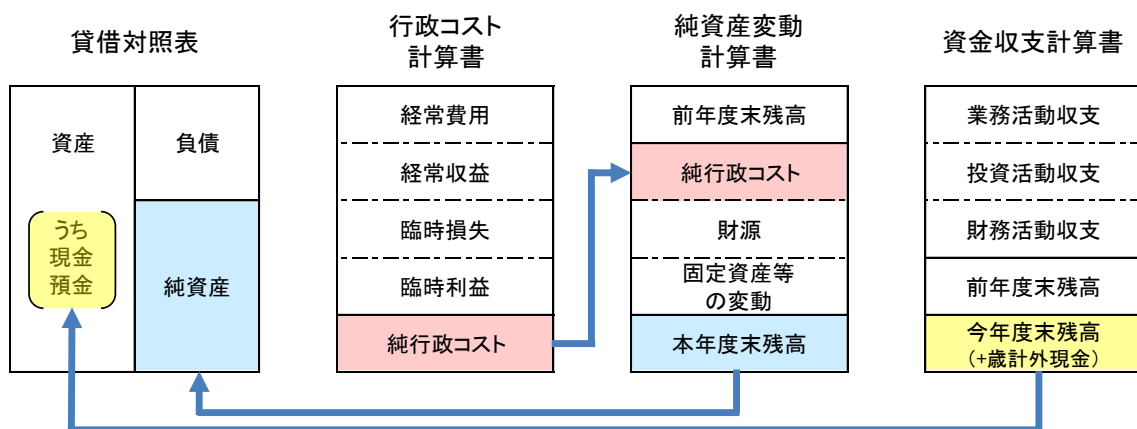 貸借対照表
資産
うち
現金
預金
負債
純資産
行政コスト
計算書
経常費用
経常収益
臨時損失
臨時利益
純行政コスト
純資産変動
計算書
前年度末残高
純行政コスト
財源
固定資産等
の変動
本年度末残高
資金収支計算書
業務活動収支
投資活動収支
財務活動収支
前年度末残高
今年度末残高
(+歳計外現金)